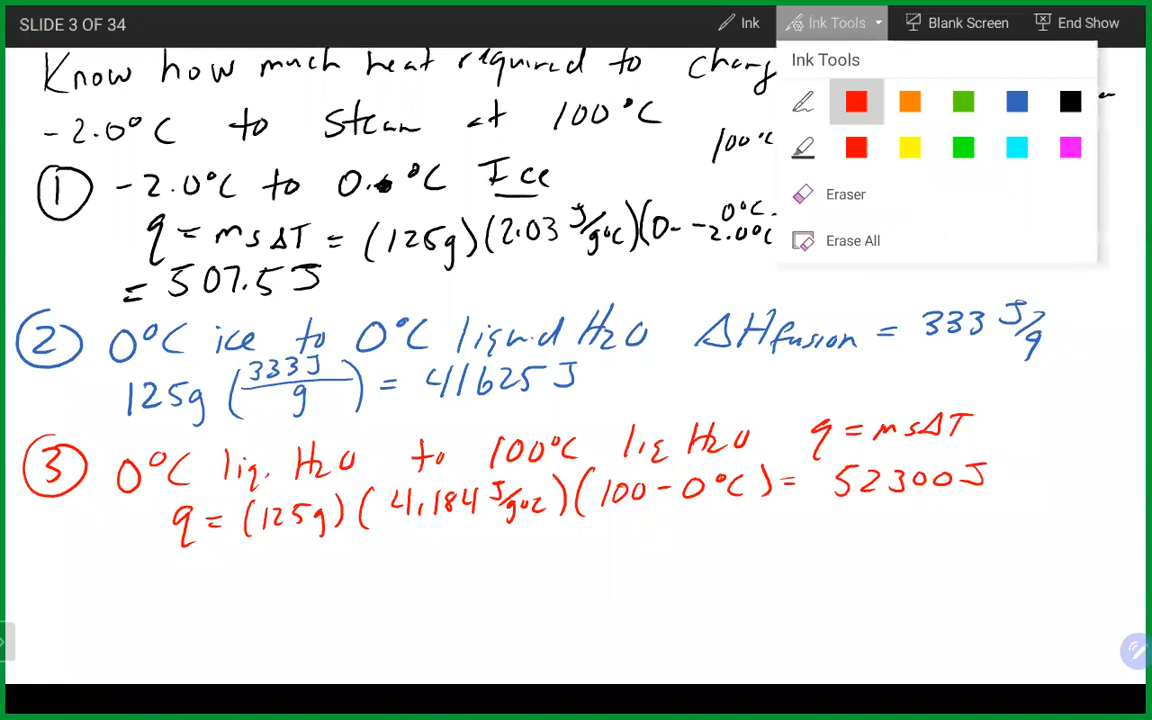 SLIDE 3 OF 34
Ink
Ink Tools
Blank Screen
End Show
Ink Tools
Eraser
Erase All
Know how much heat required to
-2.0°C to steam at 100°C
100°C
① -2.0°C to 0.0°C Ice
q = msΔT = (125g)(2.03 J/g°C)(0- -2.0°C
0°C.
= 507.5 J
② 0°C ice to 0°C liquid H2O ΔHfusion = 333 J/g
125g (333J/g) = 41625 J
③ 0°C liq. H2O to 100°C liq H2O q = msΔT
q = (125g)(4.184 J/g°C)(100-0°C) = 52300J